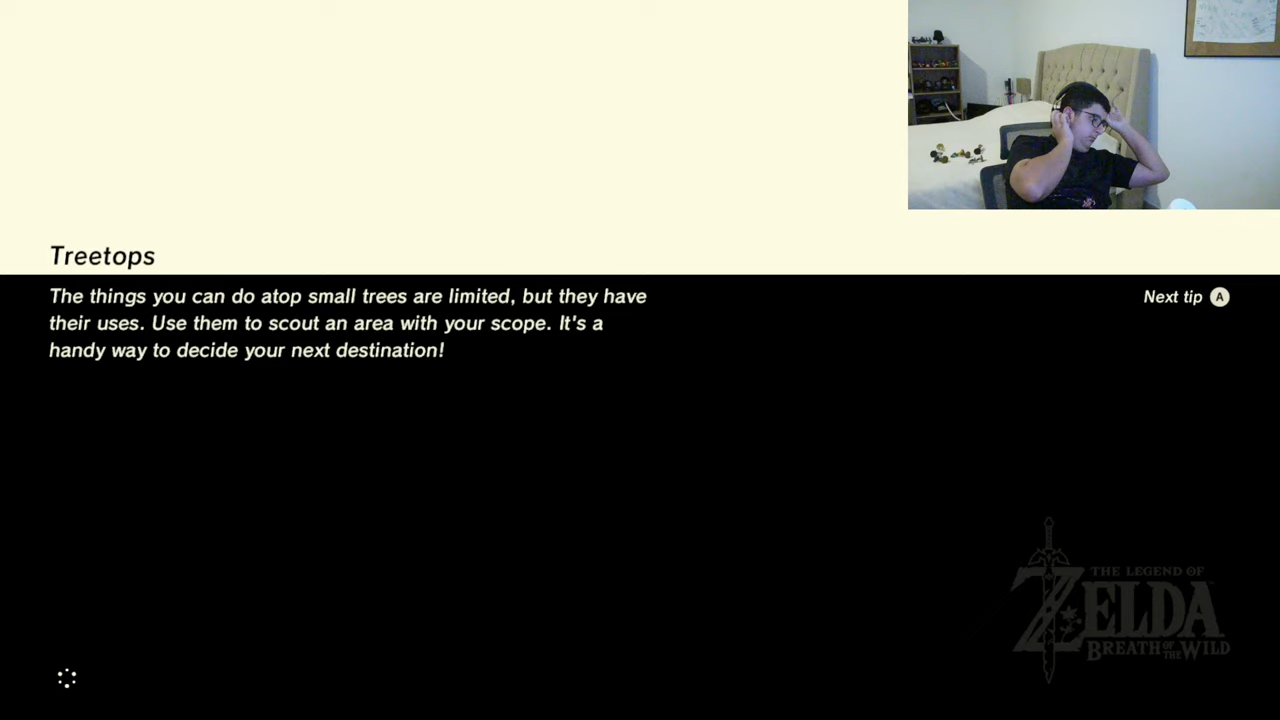 Treetops
The things you can do atop small trees are limited, but they have
their uses. Use them to scout an area with your scope. It's a
handy way to decide your next destination!
Next tip A
THE LEGEND OF
ZELDA
BREATH OF THE WILD